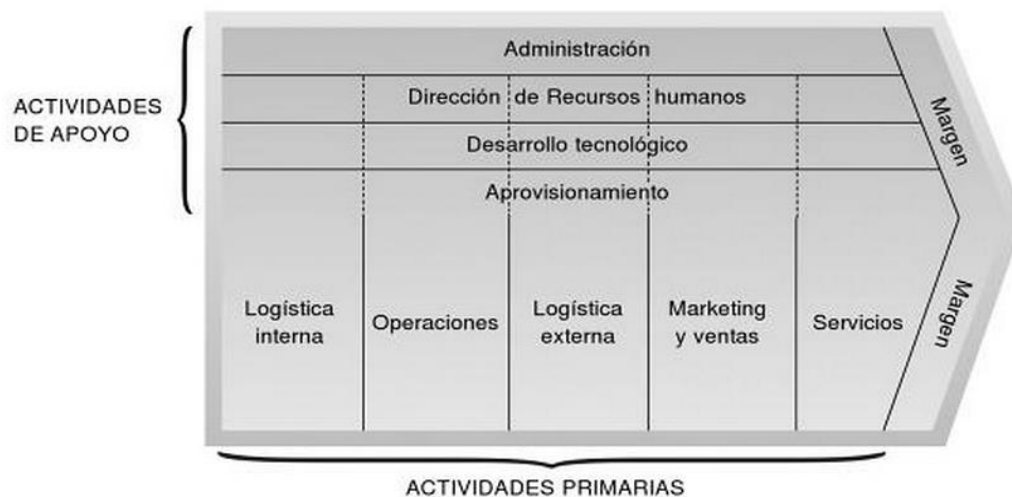 Administración
Dirección de Recursos humanos
Desarrollo tecnológico
Aprovisionamiento
ACTIVIDADES
DE APOYO
Margen
Logística
interna
Operaciones
Logística
externa
Marketing
y ventas
Servicios
Margen
ACTIVIDADES PRIMARIAS